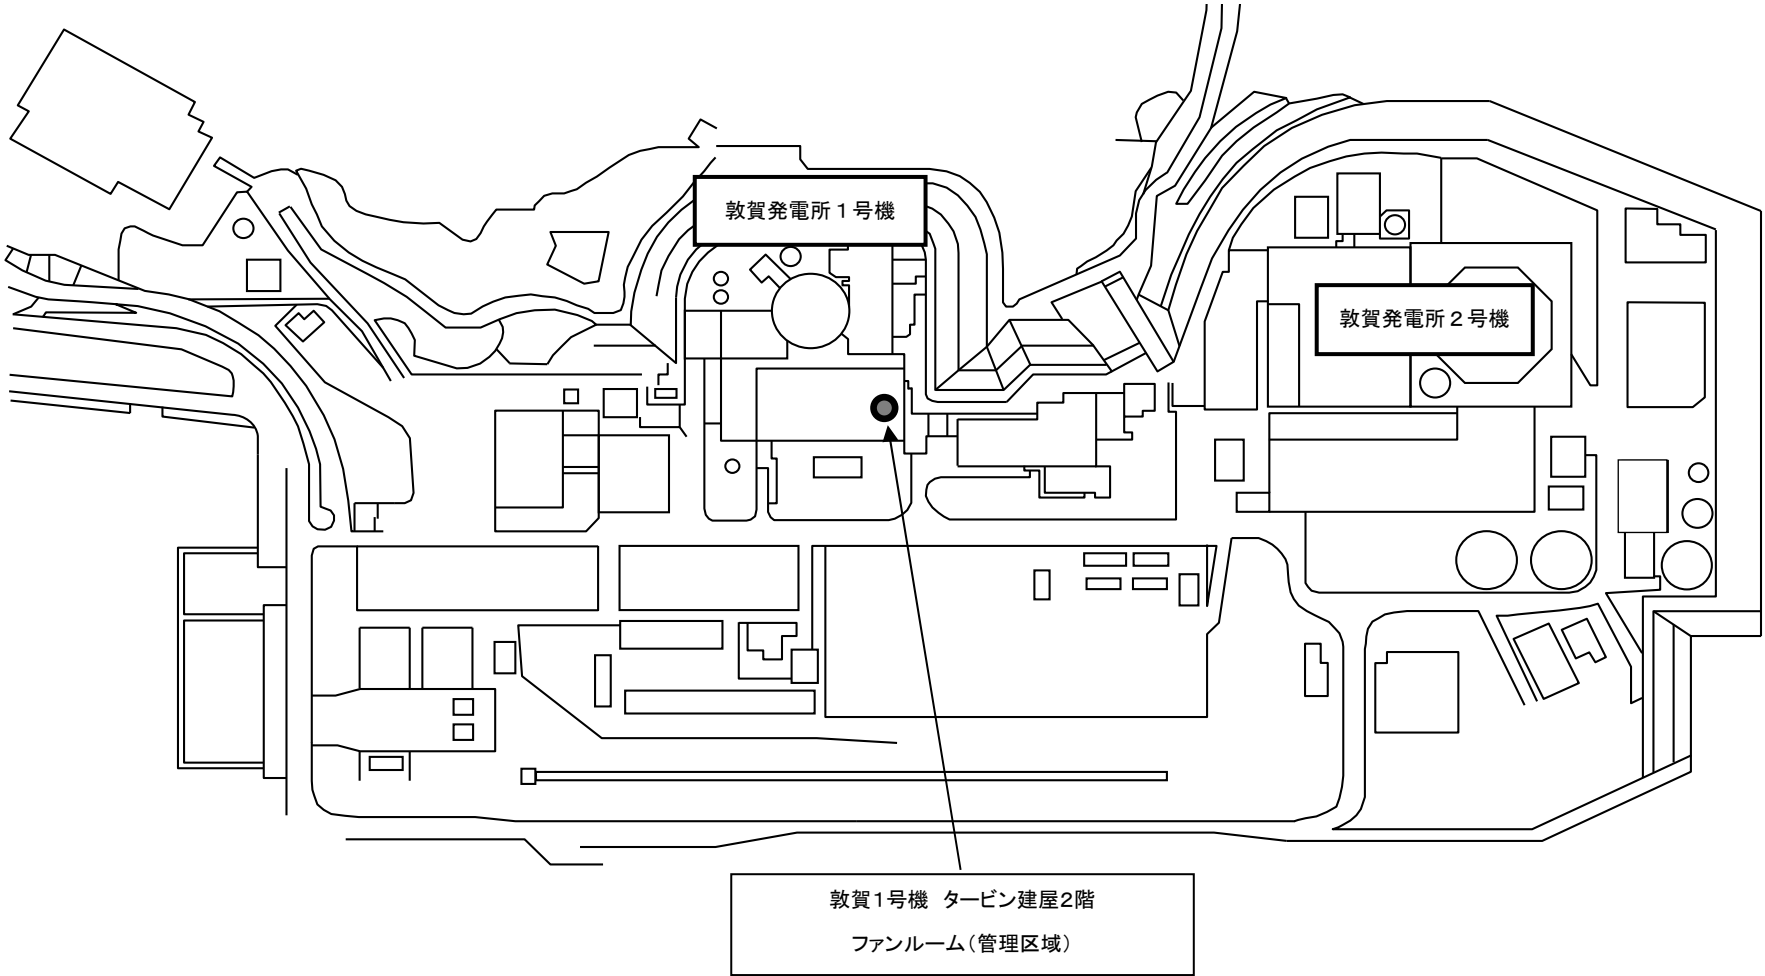 敦賀発電所１号機
敦賀発電所２号機
敦賀１号機　タービン建屋２階
ファンルーム（管理区域）